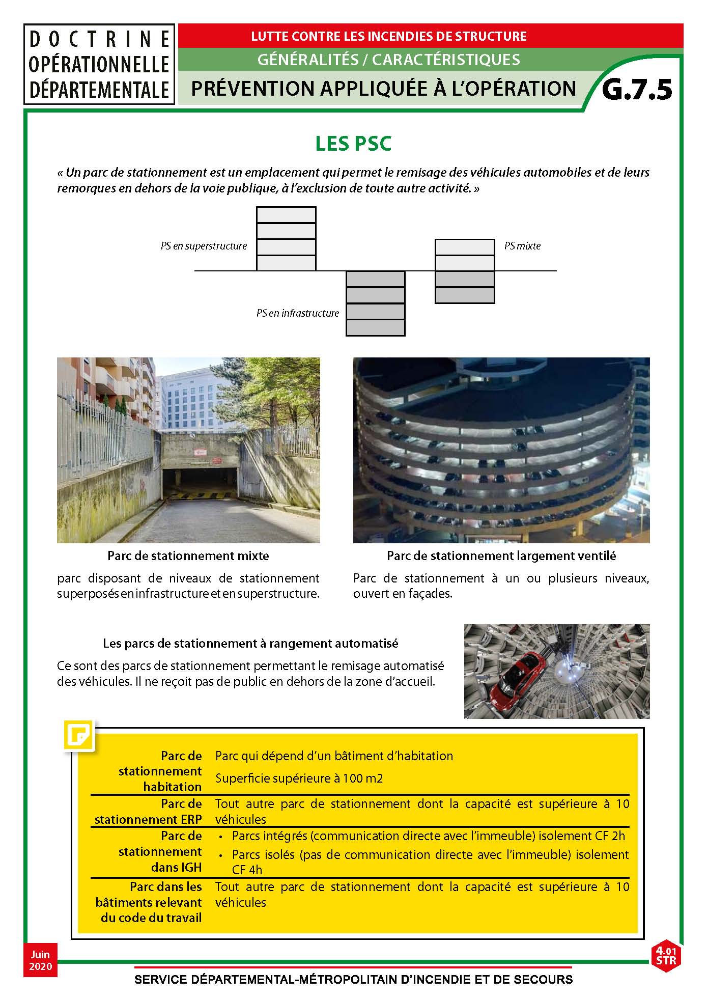 DOCTRINE
OPÉRATIONNELLE
DÉPARTEMENTALE
LUTTE CONTRE LES INCENDIES DE STRUCTURE
GÉNÉRALITÉS / CARACTÉRISTIQUES
PRÉVENTION APPLIQUÉE À L’OPÉRATION
G.7.5
LES PSC
« Un parc de stationnement est un emplacement qui permet le remisage des véhicules automobiles et de leurs
remorques en dehors de la voie publique, à l’exclusion de toute autre activité. »
PS en superstructure
PS mixte
PS en infrastructure
Parc de stationnement mixte
parc disposant de niveaux de stationnement
superposés en infrastructure et en superstructure.
Parc de stationnement largement ventilé
Parc de stationnement à un ou plusieurs niveaux,
ouvert en façades.
Les parcs de stationnement à rangement automatisé
Ce sont des parcs de stationnement permettant le remisage automatisé
des véhicules. Il ne reçoit pas de public en dehors de la zone d’accueil.
Parc de
stationnement
habitation
Parc qui dépend d’un bâtiment d’habitation
Superficie supérieure à 100 m2
Parc de
stationnement ERP
Tout autre parc de stationnement dont la capacité est supérieure à 10
véhicules
Parc de
stationnement
dans IGH
• Parcs intégrés (communication directe avec l’immeuble) isolement CF 2h
• Parcs isolés (pas de communication directe avec l’immeuble) isolement
CF 4h
Parc dans les
bâtiments relevant
du code du travail
Tout autre parc de stationnement dont la capacité est supérieure à 10
véhicules
Juin
2020
4.01
STR
SERVICE DÉPARTEMENTAL-MÉTROPOLITAIN D’INCENDIE ET DE SECOURS